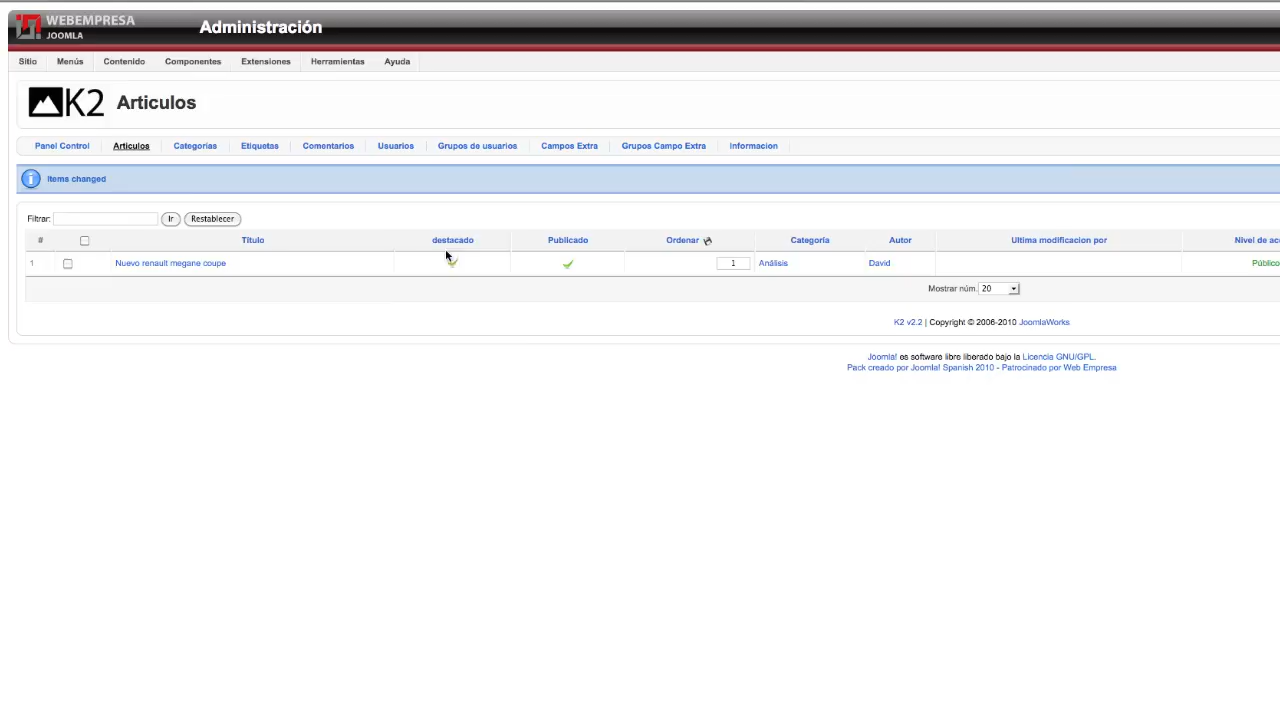 WEBEMPRESA
JOOMLA
Administración
Sitio Menús Contenido Componentes Extensiones Herramientas Ayuda
K2 Articulos
Panel Control Articulos Categorías Etiquetas Comentarios Usuarios Grupos de usuarios Campos Extra Grupos Campo Extra Informacion
Items changed
Filtrar: Ir Restablecer
# Título destacado Publicado Ordenar Categoría Autor Ultima modificacion por Nivel de
1 Nuevo renault megane coupe 1 Análisis David Público
Mostrar núm. 20
K2 v2.2 | Copyright © 2006-2010 JoomlaWorks
Joomla! es software libre liberado bajo la Licencia GNU/GPL.
Pack creado por Joomla! Spanish 2010 - Patrocinado por Web Empresa